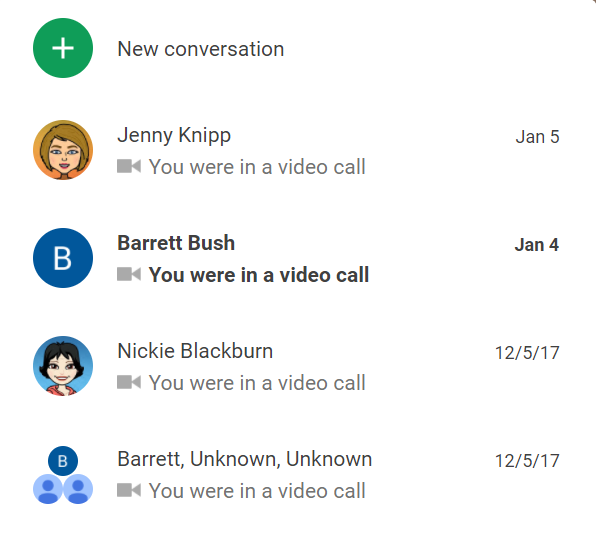 New conversation
Jenny Knipp
Jan 5
You were in a video call
B
Barrett Bush
Jan 4
You were in a video call
Nickie Blackburn
12/5/17
You were in a video call
B
Barrett, Unknown, Unknown
12/5/17
You were in a video call